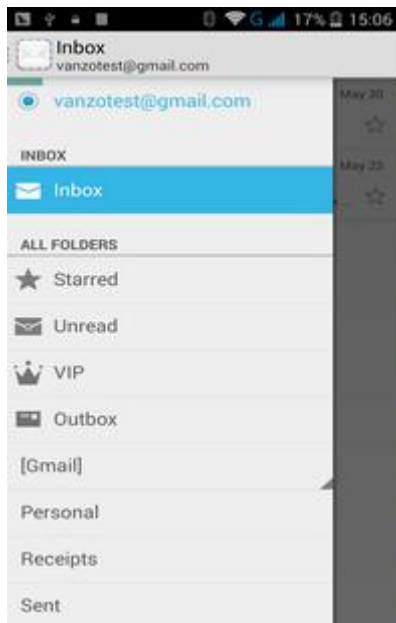 G 17% 15:06
Inbox
vanzotest@gmail.com
vanzotest@gmail.com
May 30
INBOX
May 23
Inbox
ALL FOLDERS
Starred
Unread
VIP
Outbox
[Gmail]
Personal
Receipts
Sent